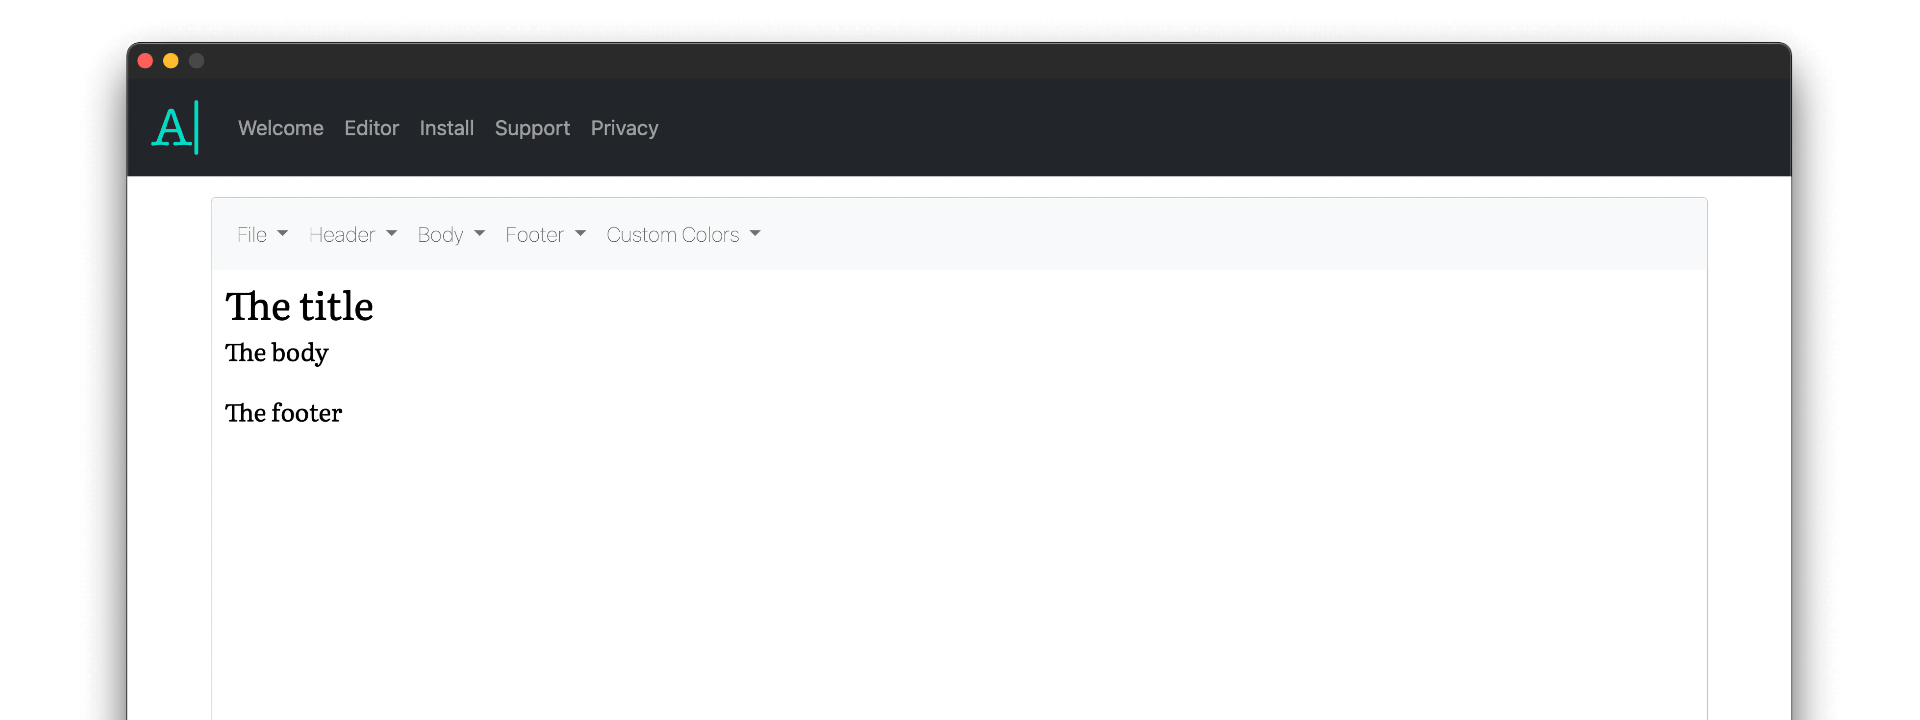 A|
Welcome Editor Install Support Privacy
File Header Body Footer Custom Colors
The title
The body
The footer